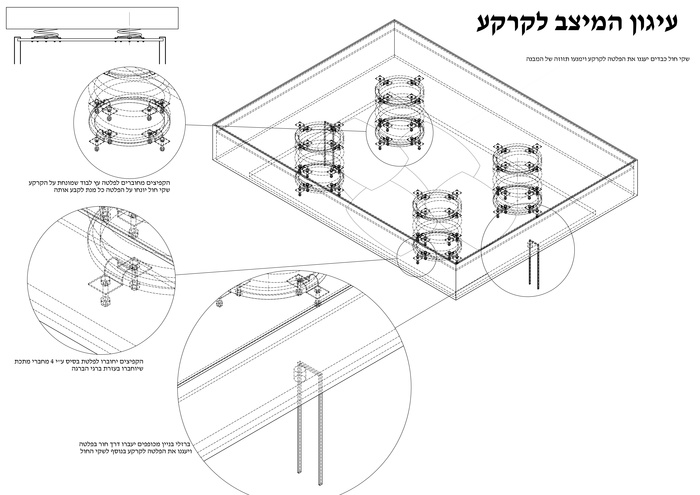 עיגון המיצב לקרקע
שקי חול כבדים יעגנו את הפלטה לקרקע וימנעו תזוזה של המבנה
הקפיצים מחוברים לפלטה עץ לבוד שמונחת על הקרקע
שקי חול יונחו על הפלטה כל מנת לקבע אותה
הקפיצים יחוברו לפלטת בסיס ע״י 4 מחברי מתכת
שיחוברו בעזרת ברגי הברגה
ברזלי בניין מכופפים יעברו דרך חור בפלטה
ויעגנו את הפלטה לקרקע בנוסף לשקי החול